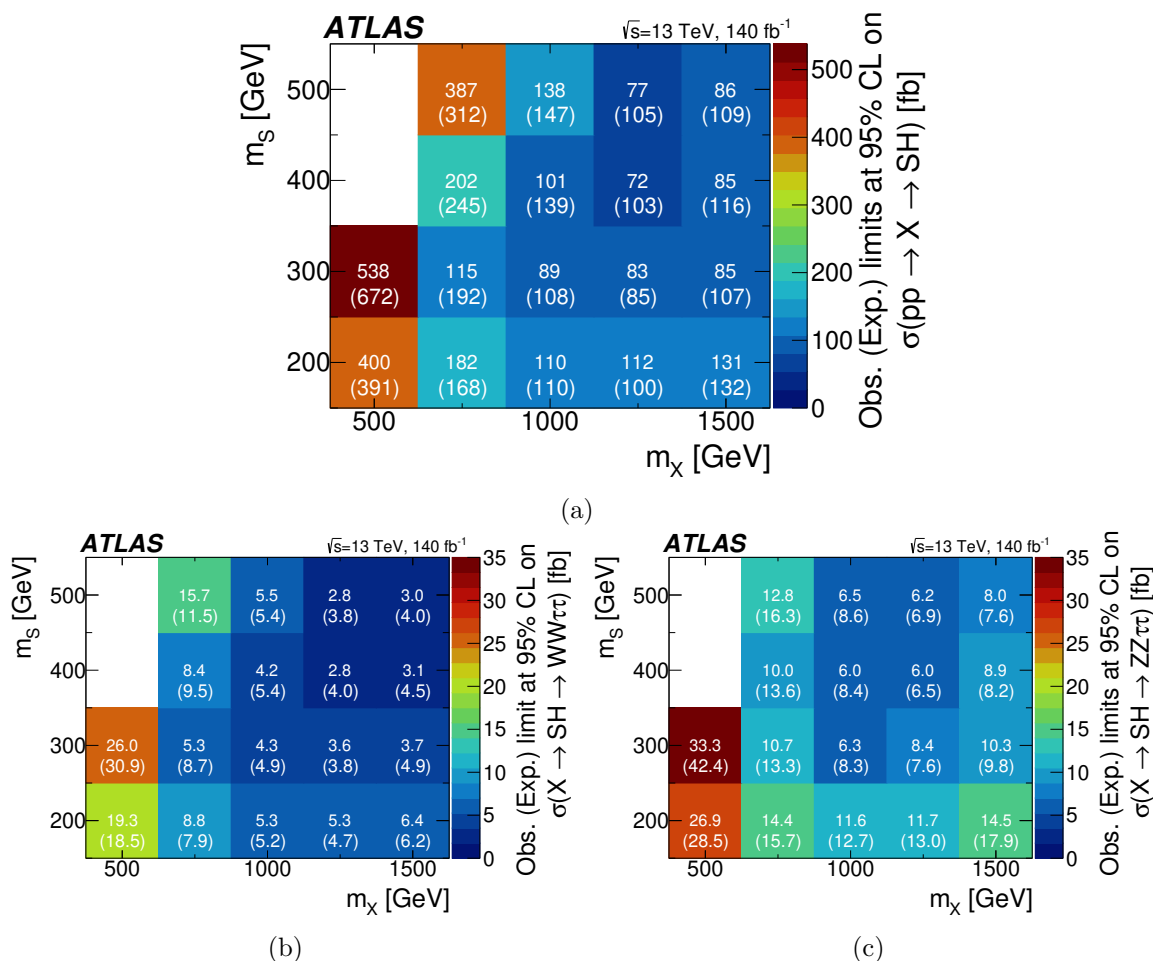 ATLAS √s=13 TeV, 140 fb⁻¹
m_S [GeV]
500 400 300 200
387 138 77 86
(312) (147) (105) (109)
202 101 72 85
(245) (139) (103) (116)
538 115 89 83 85
(672) (192) (108) (85) (107)
400 182 110 112 131
(391) (168) (110) (100) (132)
500 1000 1500
m_X [GeV]
500 400 300 200 100 0
Obs. (Exp.) limits at 95% CL on
σ(pp → X → SH) [fb]
(a)
ATLAS √s=13 TeV, 140 fb⁻¹
m_S [GeV]
500 400 300 200
15.7 5.5 2.8 3.0
(11.5) (5.4) (3.8) (4.0)
8.4 4.2 2.8 3.1
(9.5) (5.4) (4.0) (4.5)
26.0 5.3 4.3 3.6 3.7
(30.9) (8.7) (4.9) (3.8) (4.9)
19.3 8.8 5.3 5.3 6.4
(18.5) (7.9) (5.2) (4.7) (6.2)
500 1000 1500
m_X [GeV]
35 30 25 20 15 10 5 0
Obs. (Exp.) limit at 95% CL on
σ(X → SH → WWττ) [fb]
(b)
ATLAS √s=13 TeV, 140 fb⁻¹
m_S [GeV]
500 400 300 200
12.8 6.5 6.2 8.0
(16.3) (8.6) (6.9) (7.6)
10.0 6.0 6.0 8.9
(13.6) (8.4) (6.5) (8.2)
33.3 10.7 6.3 8.4 10.3
(42.4) (13.3) (8.3) (7.6) (9.8)
26.9 14.4 11.6 11.7 14.5
(28.5) (15.7) (12.7) (13.0) (17.9)
500 1000 1500
m_X [GeV]
35 30 25 20 15 10 5 0
Obs. (Exp.) limits at 95% CL on
σ(X → SH → ZZττ) [fb]
(c)